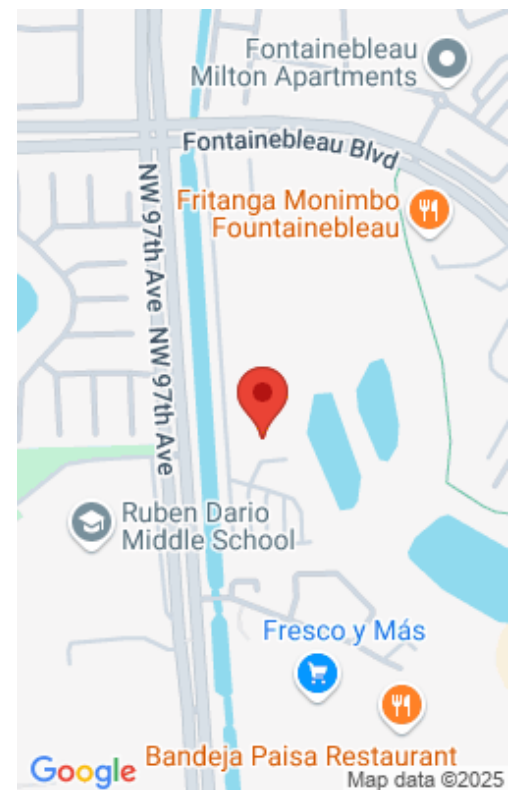 Fontainebleau
Milton Apartments
Fontainebleau Blvd
NW 97th Ave
Fritanga Monimbo
Fountainebleau
NW 97th Ave
Ruben Dario
Middle School
Fresco y Más
Bandeja Paisa Restaurant
Google
Map data ©2025